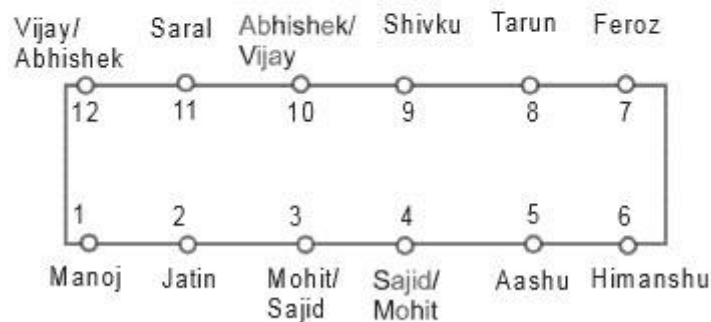 Vijay/ Saral Abhishek/ Shivku Tarun Feroz
Abhishek Vijay
12 11 10 9 8 7
1 2 3 4 5 6
Manoj Jatin Mohit/ Sajid/ Aashu Himanshu
Sajid Mohit